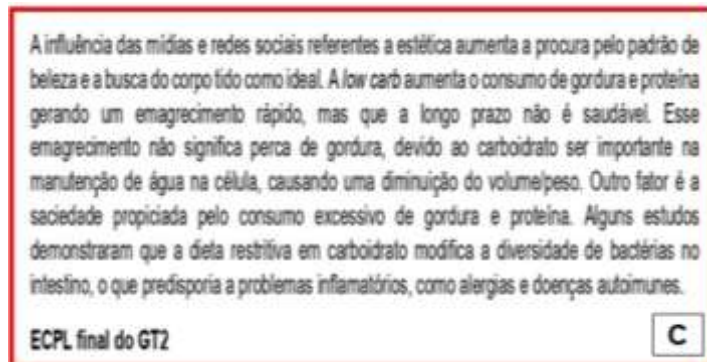 A influência das mídias e redes sociais referentes a estética aumenta a procura pelo padrão de
beleza e a busca do corpo tido como ideal. A low carb aumenta o consumo de gordura e proteína
gerando um emagrecimento rápido, mas que a longo prazo não é saudável. Esse
emagrecimento não significa perca de gordura, devido ao carboidrato ser importante na
manutenção de água na célula, causando uma diminuição do volume/peso. Outro fator é a
saciedade propiciada pelo consumo excessivo de gordura e proteína. Alguns estudos
demonstraram que a dieta restritiva em carboidrato modifica a diversidade de bactérias no
intestino, o que predisporia a problemas inflamatórios, como alergias e doenças autoimunes.
ECPL final do GT2
C